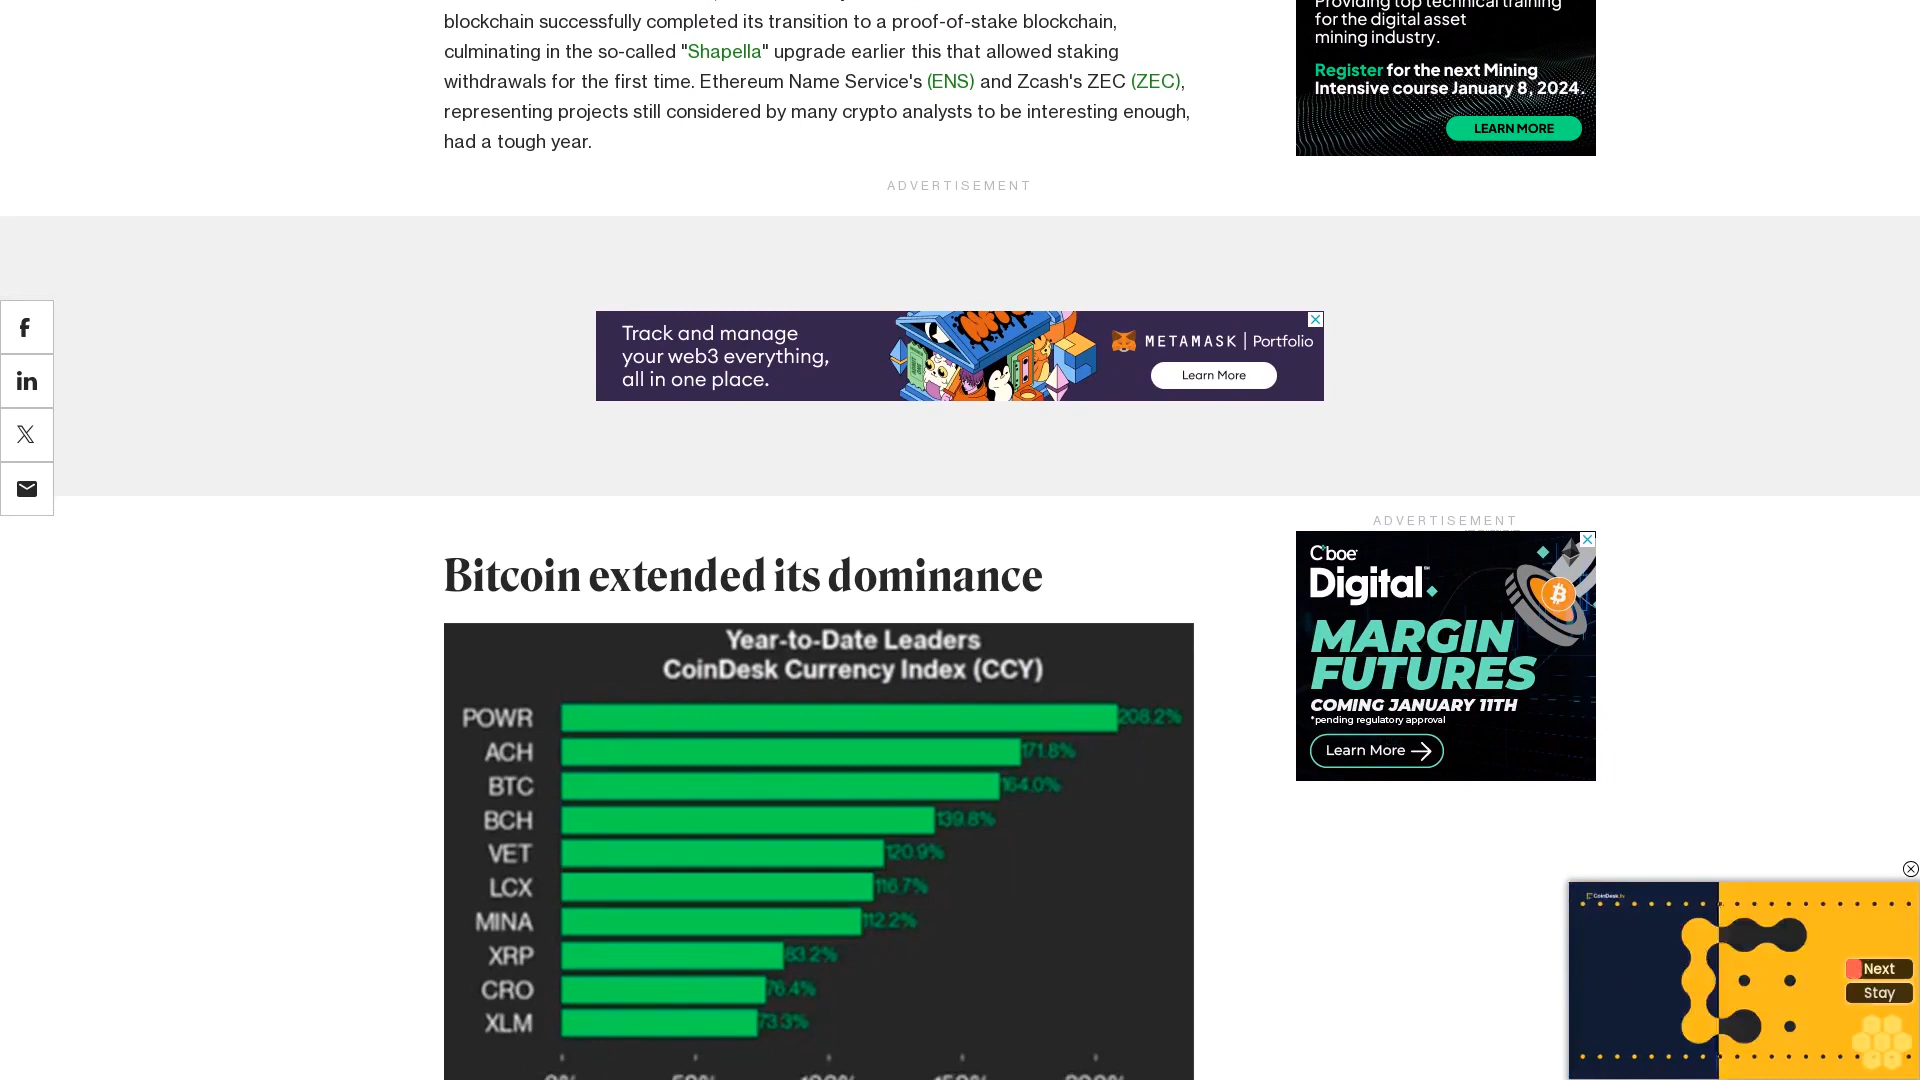 blockchain successfully completed its transition to a proof-of-stake blockchain,
culminating in the so-called "Shapella" upgrade earlier this that allowed staking
withdrawals for the first time. Ethereum Name Service's (ENS) and Zcash's ZEC (ZEC),
representing projects still considered by many crypto analysts to be interesting enough,
had a tough year.
Providing top technical training
for the digital asset
mining industry.
Register for the next Mining
Intensive course January 8, 2024.
LEARN MORE
ADVERTISEMENT
Track and manage
your web3 everything,
all in one place.
METAMASK | Portfolio
Learn More
ADVERTISEMENT
Cboe
Digital
MARGIN
FUTURES
COMING JANUARY 11TH
*pending regulatory approval
Learn More
Bitcoin extended its dominance
Year-to-Date Leaders
CoinDesk Currency Index (CCY)
POWR 208.2%
ACH 171.8%
BTC 164.0%
BCH 139.8%
VET 120.9%
LCX 116.7%
MINA 112.2%
XRP 83.2%
CRO 76.4%
XLM 73.3%
Next
Stay